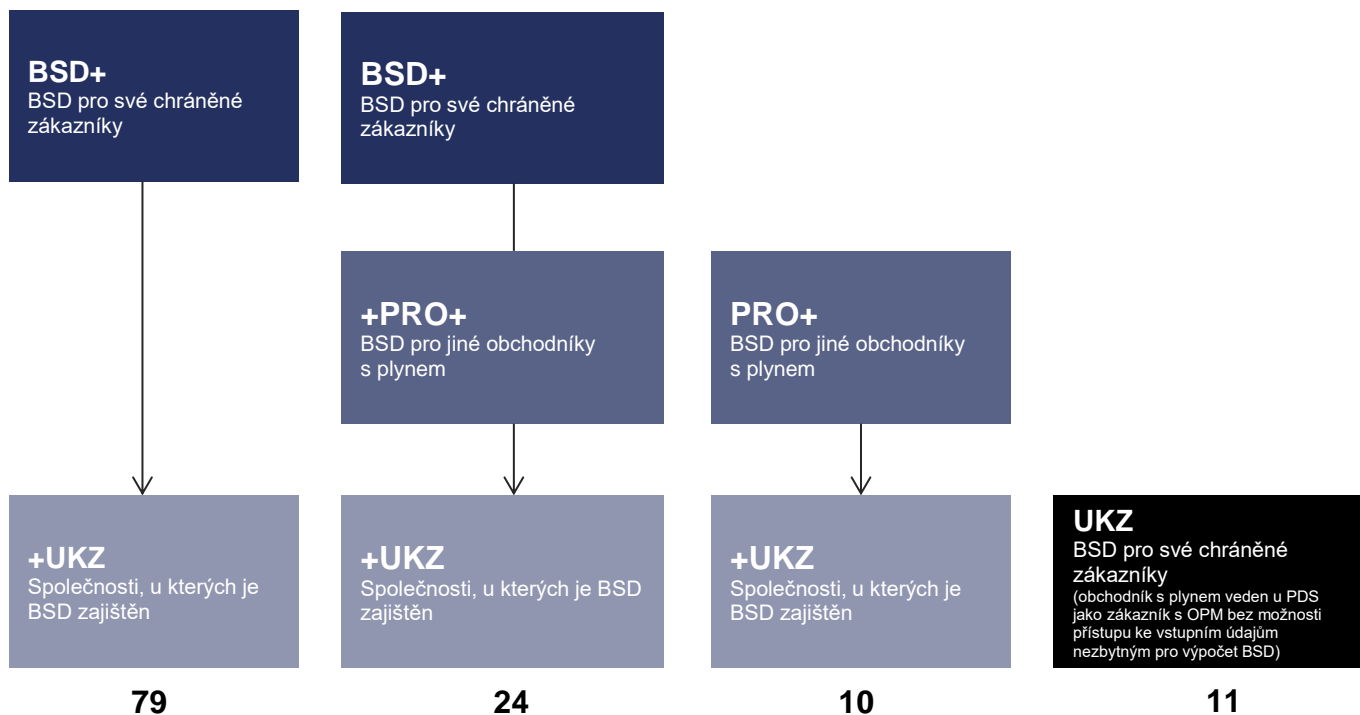 BSD+
BSD pro své chráněné
zákazníky
BSD+
BSD pro své chráněné
zákazníky
+PRO+
BSD pro jiné obchodníky
s plynem
PRO+
BSD pro jiné obchodníky
s plynem
+UKZ
Společnosti, u kterých je
BSD zajištěn
+UKZ
Společnosti, u kterých je BSD
zajištěn
+UKZ
Společnosti, u kterých je
BSD zajištěn
UKZ
BSD pro své chráněné
zákazníky
(obchodník s plynem veden u PDS
jako zákazník s OPM bez možnosti
přístupu ke vstupním údajům
nezbytným pro výpočet BSD)
79
24
10
11